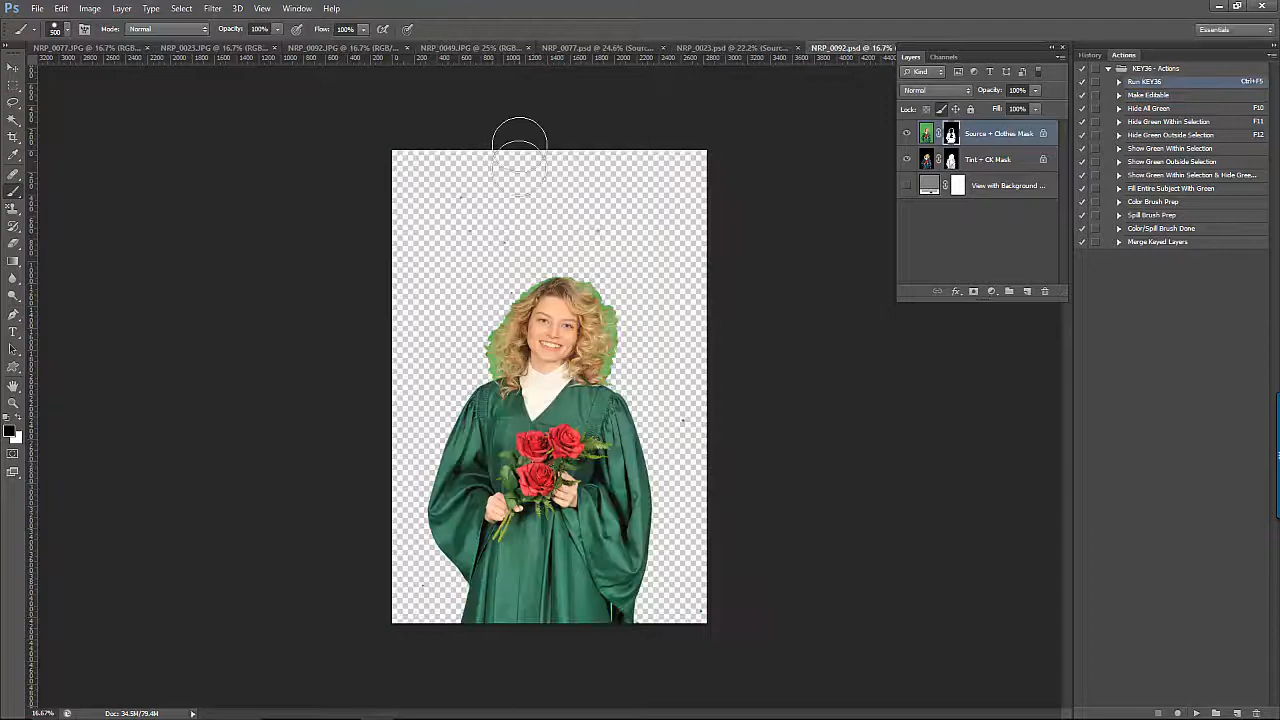 Ps File Edit Image Layer Type Select Filter 3D View Window Help
500 Mode: Normal Opacity: 100% Flow: 100% Essentials
NRP_0077.JPG @ 16.7% (RGB... NRP_0023.JPG @ 16.7% (RGB... NRP_0092.JPG @ 16.7% (RGB/... NRP_0049.JPG @ 25% (RGB... NRP_0077.psd @ 24.6% (Sourc... NRP_0023.psd @ 22.2% (Sourc... NRP_0092.psd @ 16.7%
Layers Channels
Kind
Normal Opacity: 100%
Lock: Fill: 100%
Source + Clothes Mask
Tint + CK Mask
View with Background ...
fx
History Actions
KEY36 - Actions
Run KEY36 Ctrl+F5
Make Editable
Hide All Green F10
Hide Green Within Selection F11
Hide Green Outside Selection F12
Show Green Within Selection
Show Green Outside Selection
Show Green Within Selection & Hide Gree...
Fill Entire Subject With Green
Color Brush Prep
Spill Brush Prep
Color/Spill Brush Done
Merge Keyed Layers
16.67% Doc: 34.5M/79.4M